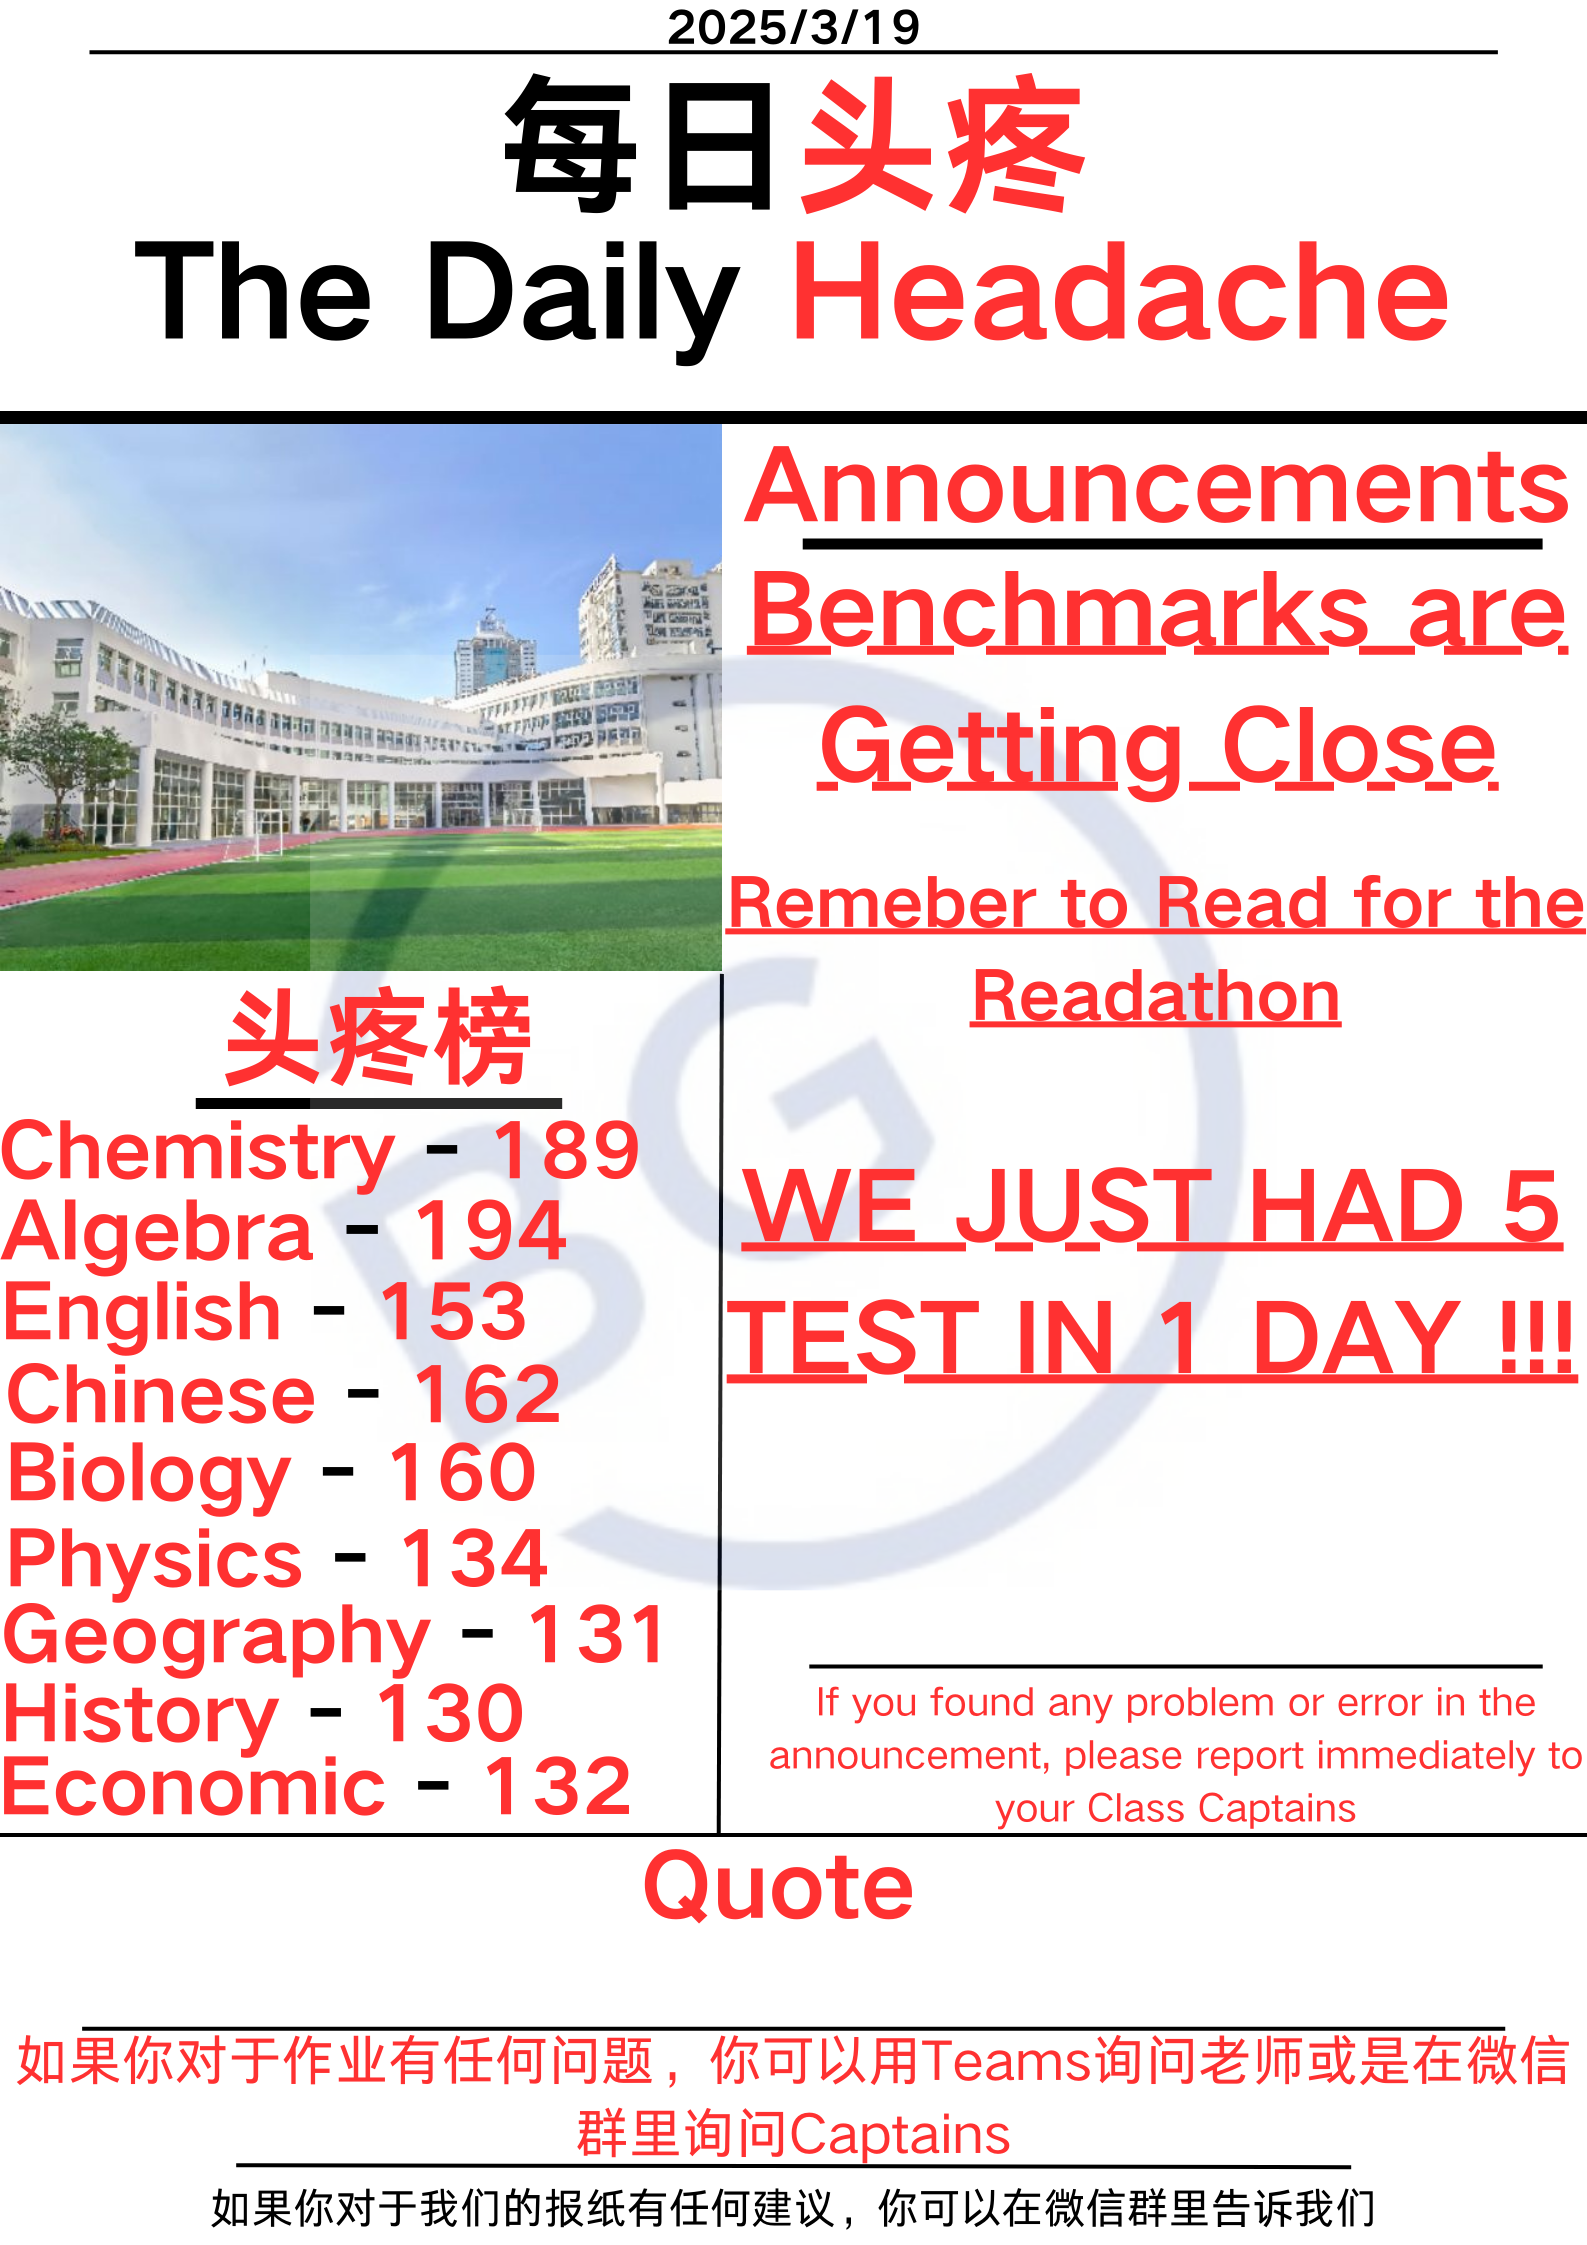 2025/3/19
每日头疼
The Daily Headache
Announcements
Benchmarks are
Getting Close
Remeber to Read for the
Readathon
WE JUST HAD 5
TEST IN 1 DAY !!!
If you found any problem or error in the
announcement, please report immediately to
your Class Captains
头疼榜
Chemistry - 189
Algebra - 194
English - 153
Chinese - 162
Biology - 160
Physics - 134
Geography - 131
History - 130
Economic - 132
BG
Quote
如果你对于作业有任何问题，你可以用Teams询问老师或是在微信
群里询问Captains
如果你对于我们的报纸有任何建议，你可以在微信群里告诉我们